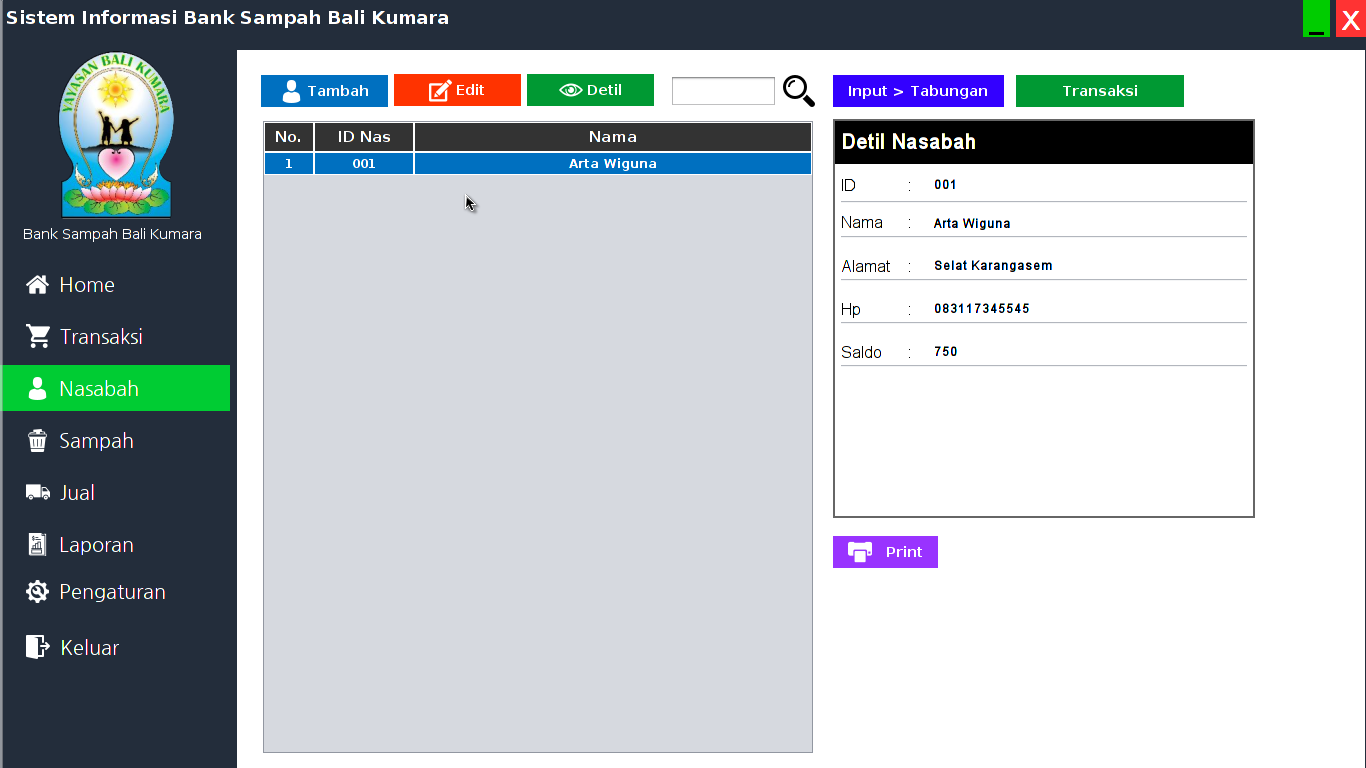 Sistem Informasi Bank Sampah Bali Kumara
X
YAYASAN BALI KUMARA
Bank Sampah Bali Kumara
Home
Transaksi
Nasabah
Sampah
Jual
Laporan
Pengaturan
Keluar
Tambah
Edit
Detil
No. ID Nas Nama
1 001 Arta Wiguna
Input > Tabungan
Transaksi
Detil Nasabah
ID : 001
Nama : Arta Wiguna
Alamat : Selat Karangasem
Hp : 083117345545
Saldo : 750
Print